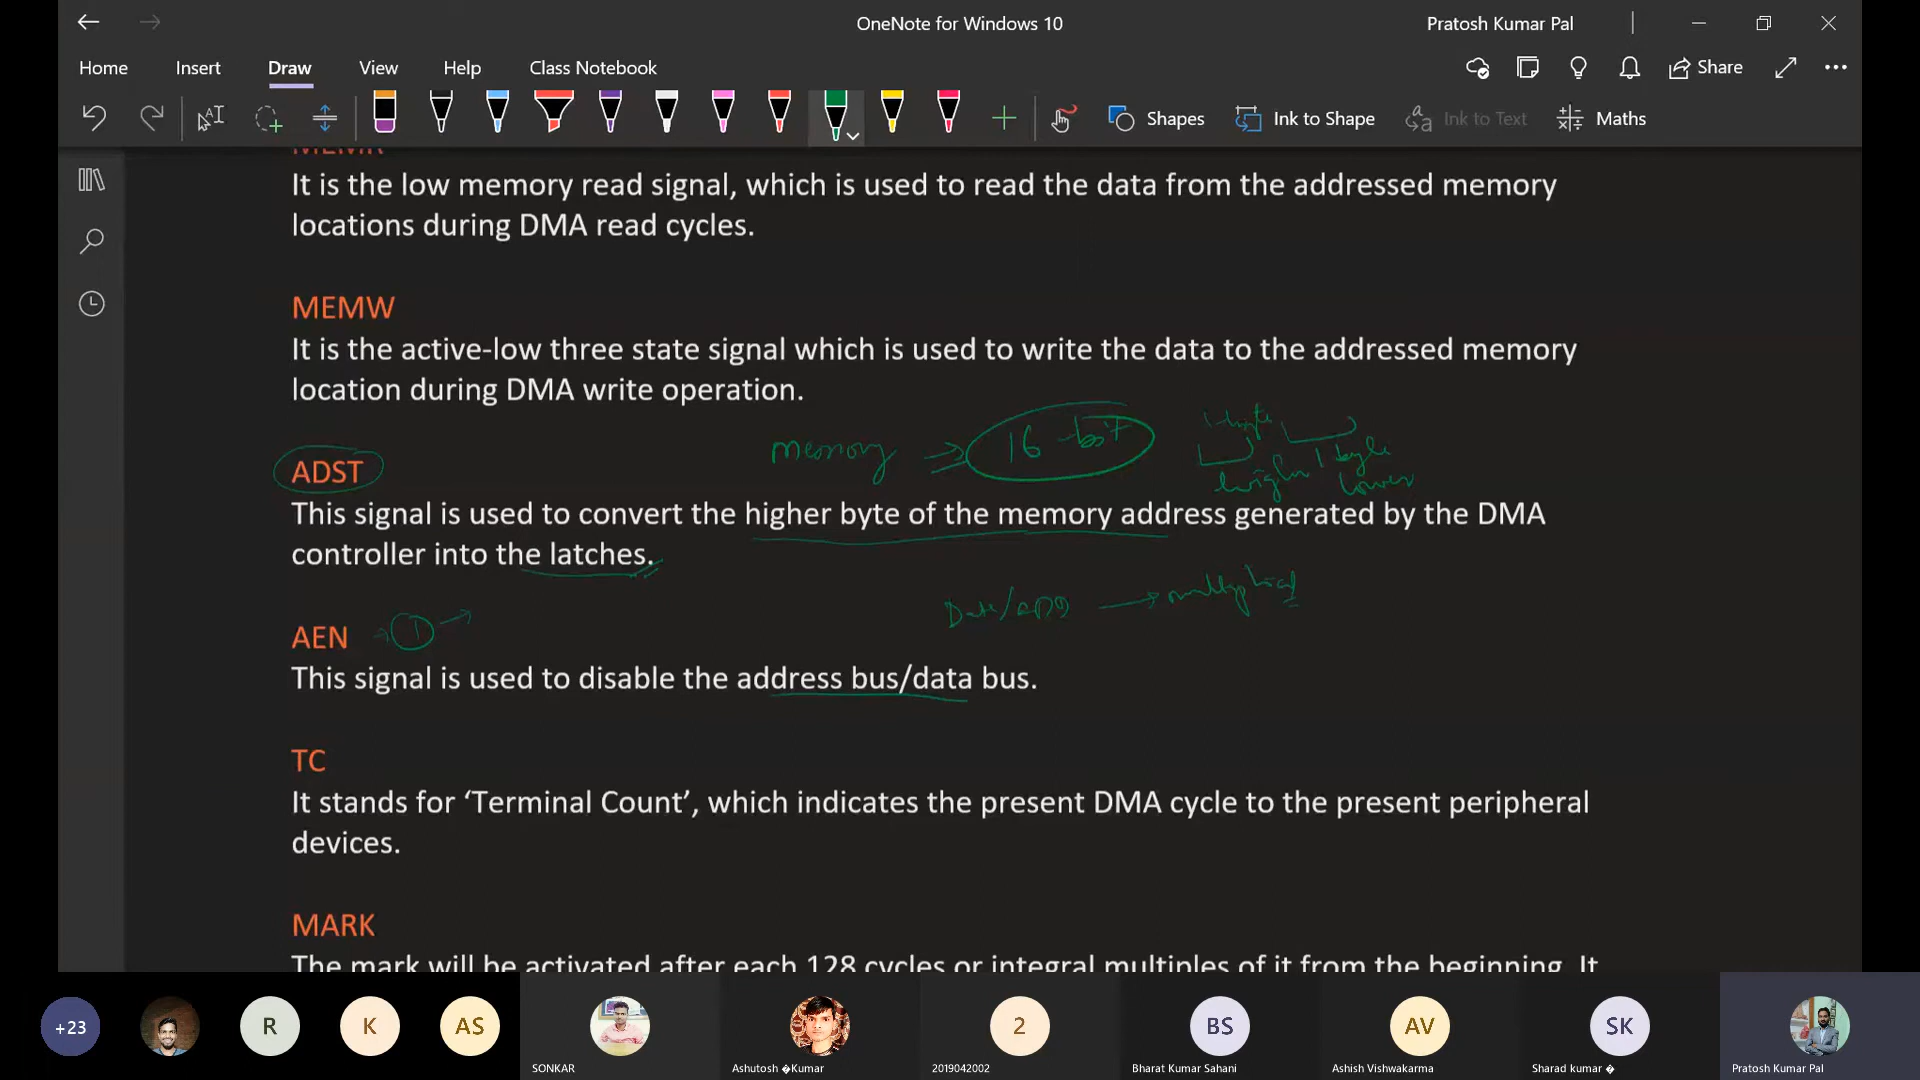 OneNote for Windows 10
Pratosh Kumar Pal
Home Insert Draw View Help Class Notebook
Share
Shapes
Ink to Shape
Ink to Text
Maths
MEMR
It is the low memory read signal, which is used to read the data from the addressed memory
locations during DMA read cycles.
MEMW
It is the active-low three state signal which is used to write the data to the addressed memory
location during DMA write operation.
memory 16 bit
1 byte
1 byte
higher
lower
ADST
This signal is used to convert the higher byte of the memory address generated by the DMA
controller into the latches.
AEN 1
This signal is used to disable the address bus/data bus.
TC
It stands for ‘Terminal Count’, which indicates the present DMA cycle to the present peripheral
devices.
MARK
The mark will be activated after each 128 cycles or integral multiples of it from the beginning. It
+23
R
K
AS
2
BS
AV
SK
SONKAR
Ashutosh �Kumar
2019042002
Bharat Kumar Sahani
Ashish Vishwakarma
Sharad kumar �
Pratosh Kumar Pal